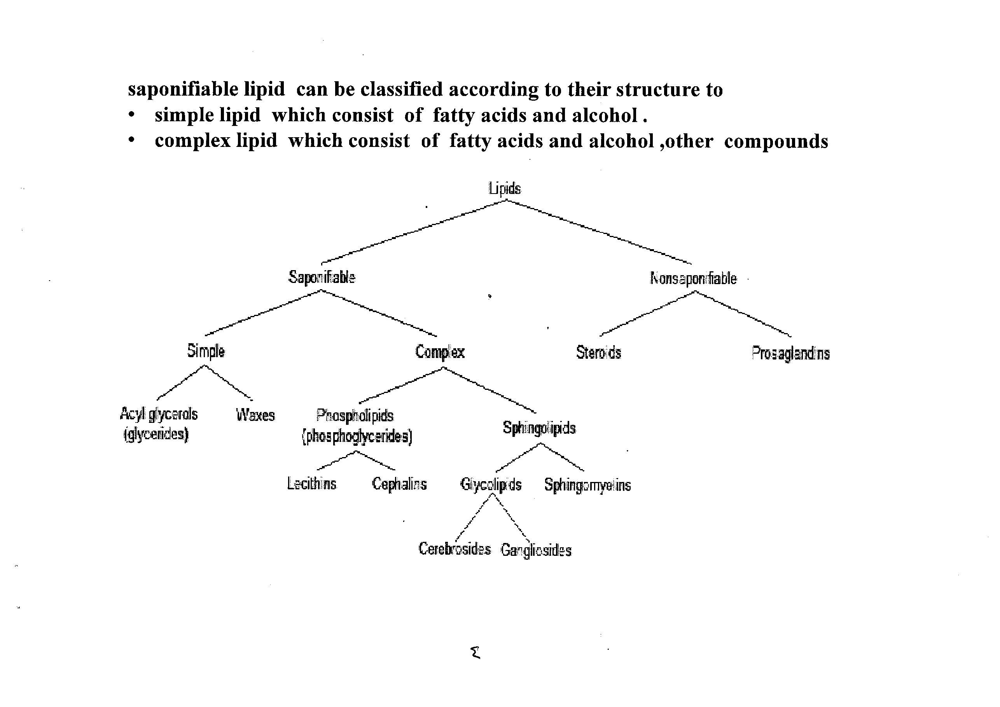 saponifiable lipid can be classified according to their structure to
• simple lipid which consist of fatty acids and alcohol .
• complex lipid which consist of fatty acids and alcohol ,other compounds
Lipids
Saponifiable Nonsaponifiable
Simple Complex Steroids Prosaglandins
Acyl glycerols Waxes Phospholipids Sphingolipids
(glycerides) (phosphoglycerides)
Lecithins Cephalins Glycolipids Sphingomyelins
Cerebrosides Gangliosides
٤